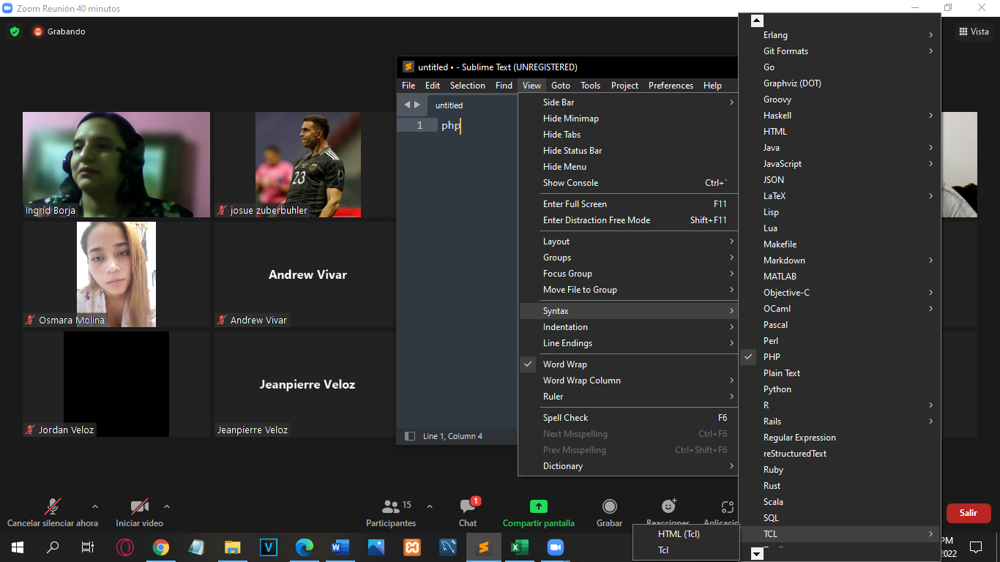 Zoom Reunión 40 minutos
Grabando
Vista
untitled • - Sublime Text (UNREGISTERED)
File Edit Selection Find View Goto Tools Project Preferences Help
untitled
1 php
Line 1, Column 4
Side Bar
Hide Minimap
Hide Tabs
Hide Status Bar
Hide Menu
Show Console Ctrl+`
Enter Full Screen F11
Enter Distraction Free Mode Shift+F11
Layout
Groups
Focus Group
Move File to Group
Syntax
Indentation
Line Endings
Word Wrap
Word Wrap Column
Ruler
Spell Check F6
Next Misspelling Ctrl+F6
Prev Misspelling Ctrl+Shift+F6
Dictionary
Erlang
Git Formats
Go
Graphviz (DOT)
Groovy
Haskell
HTML
Java
JavaScript
JSON
LaTeX
Lisp
Lua
Makefile
Markdown
MATLAB
Objective-C
OCaml
Pascal
Perl
PHP
Plain Text
Python
R
Rails
Regular Expression
reStructuredText
Ruby
Rust
Scala
SQL
TCL
HTML (Tcl)
Tcl
23
Ingrid Borja
josue zuberbuhler
Osmara Molina
Andrew Vivar
Andrew Vivar
Jordan Veloz
Jeanpierre Veloz
Jeanpierre Veloz
Cancelar silenciar ahora
Iniciar video
15
Participantes
1
Chat
Compartir pantalla
Grabar
Reacciones
Aplicacio
Salir
PM
2022